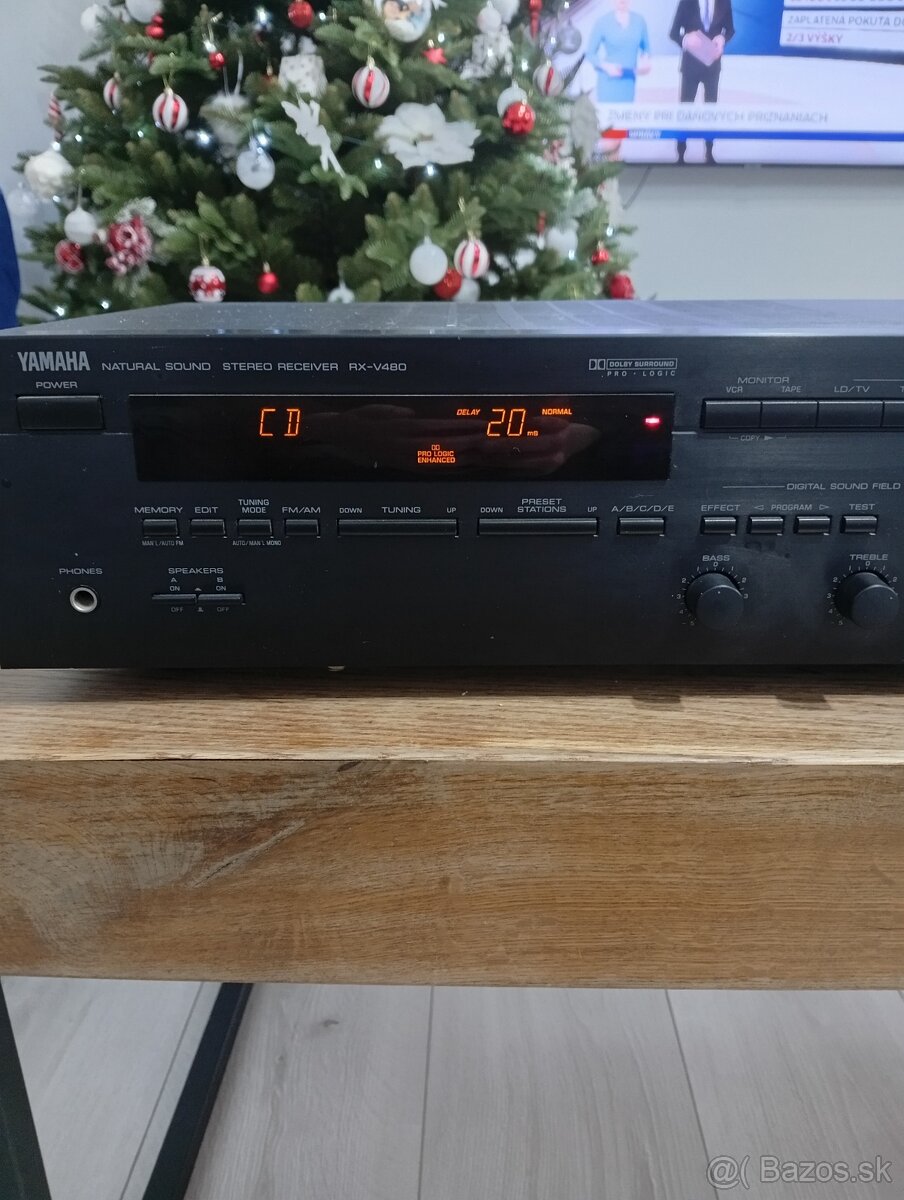 ZAPLATENÁ POKUTA
2/3 VÝŠKY
ZMENY PRI DAŇOVÝCH PRIZNANIACH
YAMAHA NATURAL SOUND STEREO RECEIVER RX-V480
DOLBY SURROUND
PRO·LOGIC
POWER
MONITOR
VCR TAPE LD/TV
COPY
CD DELAY 20 ms NORMAL
PRO LOGIC
ENHANCED
DIGITAL SOUND FIELD
MEMORY EDIT TUNING MODE FM/AM DOWN TUNING UP DOWN PRESET STATIONS UP A/B/C/D/E
EFFECT PROGRAM TEST
MAN'L/AUTO FM AUTO/MAN'L MONO
PHONES
SPEAKERS
A B
ON ON
OFF OFF
BASS TREBLE
0 0
@( Bazos.sk